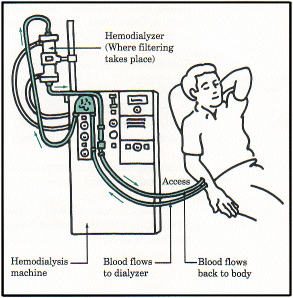 Hemodialyzer
(Where filtering
takes place)
Access
Hemodialysis
machine
Blood flows
to dialyzer
Blood flows
back to body